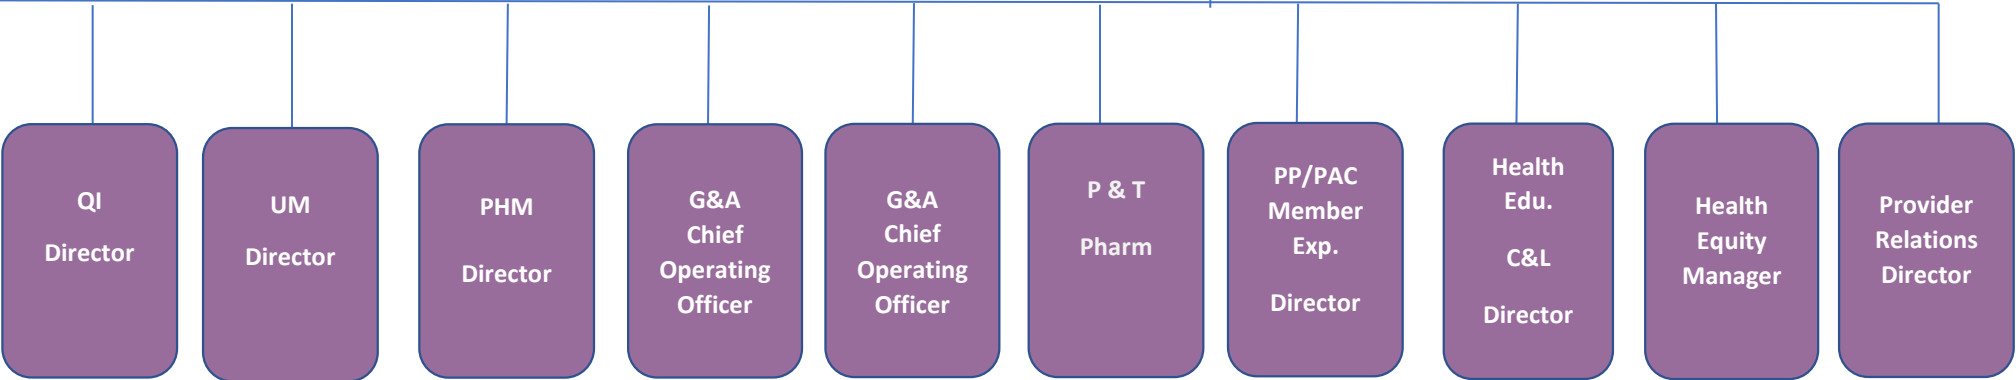 QI
Director
UM
Director
PHM
Director
G&A
Chief
Operating
Officer
G&A
Chief
Operating
Officer
P & T
Pharm
PP/PAC
Member
Exp.
Director
Health
Edu.
C&L
Director
Health
Equity
Manager
Provider
Relations
Director